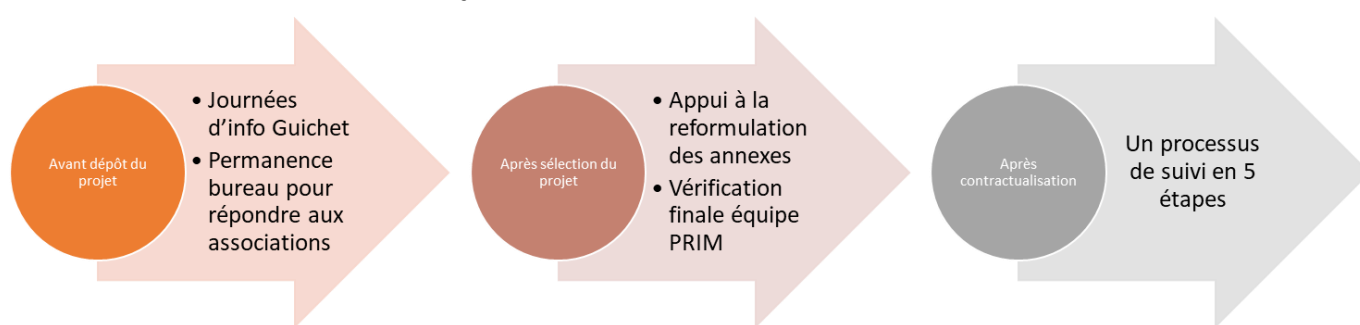 Avant dépôt du
projet
• Journées
d'info Guichet
• Permanence
bureau pour
répondre aux
associations
Après sélection du
projet
• Appui à la
reformulation
des annexes
• Vérification
finale équipe
PRIM
Après
contractualisation
Un processus
de suivi en 5
étapes